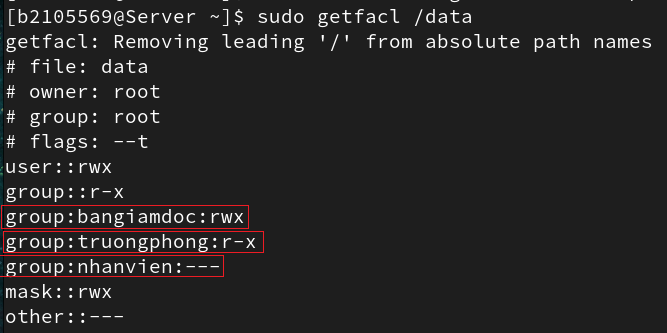 [b2105569@Server ~]$ sudo getfacl /data
getfacl: Removing leading '/' from absolute path names
# file: data
# owner: root
# group: root
# flags: --t
user::rwx
group::r-x
group:bangiamdoc:rwx
group:truongphong:r-x
group:nhanvien:---
mask::rwx
other::---